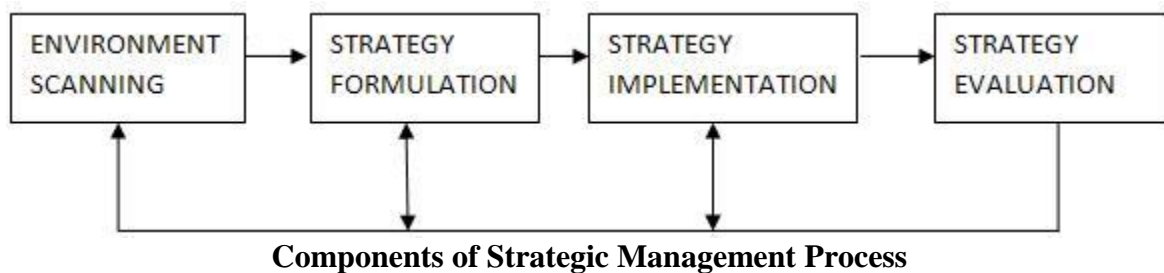 ENVIRONMENT
SCANNING
STRATEGY
FORMULATION
STRATEGY
IMPLEMENTATION
STRATEGY
EVALUATION
Components of Strategic Management Process